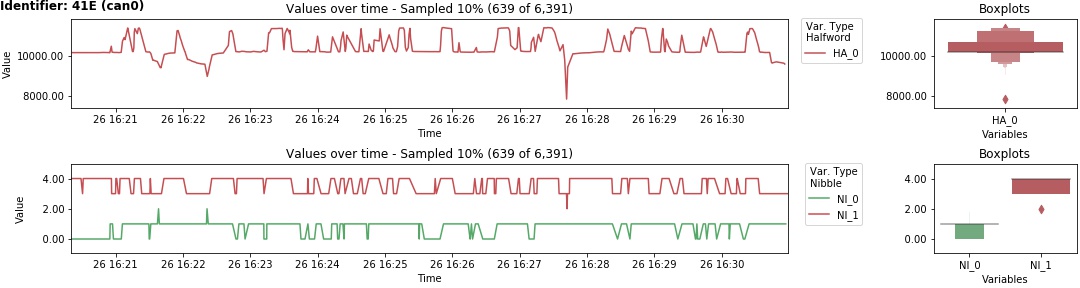 Identifier: 41E (can0)
Values over time - Sampled 10% (639 of 6,391)
Value
10000.00
8000.00
26 16:21 26 16:22 26 16:23 26 16:24 26 16:25 26 16:26 26 16:27 26 16:28 26 16:29 26 16:30
Time
Var. Type
Halfword
HA_0
Boxplots
10000.00
8000.00
HA_0
Variables
Values over time - Sampled 10% (639 of 6,391)
Value
4.00
2.00
0.00
26 16:21 26 16:22 26 16:23 26 16:24 26 16:25 26 16:26 26 16:27 26 16:28 26 16:29 26 16:30
Time
Var. Type
Nibble
NI_0
NI_1
Boxplots
4.00
2.00
0.00
NI_0 NI_1
Variables